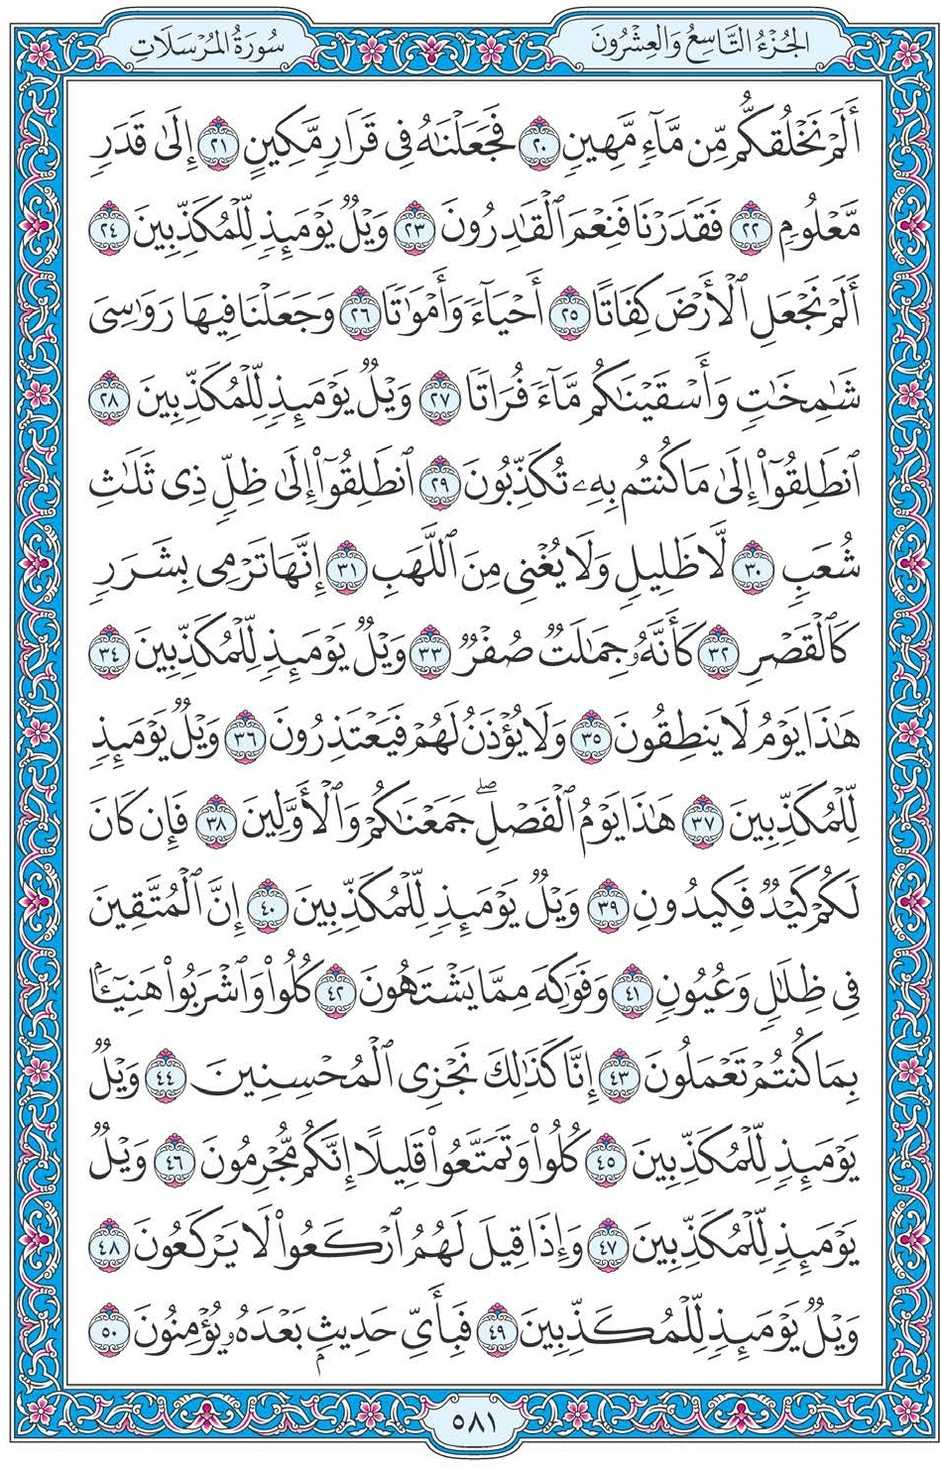 الجُزْءُ التَّاسِعُ وَالعِشْرُونَ
سُورَةُ المُرْسَلَاتِ
أَلَمْ نَخْلُقكُّم مِّن مَّآءٖ مَّهِينٖ ٢٠ فَجَعَلْنَٰهُ فِي قَرَارٖ مَّكِينٍ ٢١ إِلَىٰ قَدَرٖ
مَّعْلُومٖ ٢٢ فَقَدَرْنَا فَنِعْمَ ٱلْقَٰدِرُونَ ٢٣ وَيْلٞ يَوْمَئِذٖ لِّلْمُكَذِّبِينَ ٢٤
أَلَمْ نَجْعَلِ ٱلْأَرْضَ كِفَاتًا ٢٥ أَحْيَآءٗ وَأَمْوَٰتٗا ٢٦ وَجَعَلْنَا فِيهَا رَوَٰسِيَ
شَٰمِخَٰتٖ وَأَسْقَيْنَٰكُم مَّآءٗ فُرَاتٗا ٢٧ وَيْلٞ يَوْمَئِذٖ لِّلْمُكَذِّبِينَ ٢٨
ٱنطَلِقُوٓا۟ إِلَىٰ مَا كُنتُم بِهِۦ تُكَذِّبُونَ ٢٩ ٱنطَلِقُوٓا۟ إِلَىٰ ظِلّٖ ذِي ثَلَٰثِ
شُعَبٖ ٣٠ لَّا ظَلِيلٖ وَلَا يُغْنِي مِنَ ٱللَّهَبِ ٣١ إِنَّهَا تَرْمِي بِشَرَرٖ
كَٱلْقَصْرِ ٣٢ كَأَنَّهُۥ جِمَٰلَتٞ صُفْرٞ ٣٣ وَيْلٞ يَوْمَئِذٖ لِّلْمُكَذِّبِينَ ٣٤
هَٰذَا يَوْمُ لَا يَنطِقُونَ ٣٥ وَلَا يُؤْذَنُ لَهُمْ فَيَعْتَذِرُونَ ٣٦ وَيْلٞ يَوْمَئِذٖ
لِّلْمُكَذِّبِينَ ٣٧ هَٰذَا يَوْمُ ٱلْفَصْلِۖ جَمَعْنَٰكُمْ وَٱلْأَوَّلِينَ ٣٨ فَإِن كَانَ
لَكُمْ كَيْدٞ فَكِيدُونِ ٣٩ وَيْلٞ يَوْمَئِذٖ لِّلْمُكَذِّبِينَ ٤٠ إِنَّ ٱلْمُتَّقِينَ
فِي ظِلَٰلٖ وَعُيُونٖ ٤١ وَفَوَٰكِهَ مِمَّا يَشْتَهُونَ ٤٢ كُلُوا۟ وَٱشْرَبُوا۟ هَنِيٓـَٔۢا
بِمَا كُنتُمْ تَعْمَلُونَ ٤٣ إِنَّا كَذَٰلِكَ نَجْزِي ٱلْمُحْسِنِينَ ٤٤ وَيْلٞ
يَوْمَئِذٖ لِّلْمُكَذِّبِينَ ٤٥ كُلُوا۟ وَتَمَتَّعُوا۟ قَلِيلًا إِنَّكُم مُّجْرِمُونَ ٤٦ وَيْلٞ
يَوْمَئِذٖ لِّلْمُكَذِّبِينَ ٤٧ وَإِذَا قِيلَ لَهُمُ ٱرْكَعُوا۟ لَا يَرْكَعُونَ ٤٨
وَيْلٞ يَوْمَئِذٖ لِّلْمُكَذِّبِينَ ٤٩ فَبِأَيِّ حَدِيثِۭ بَعْدَهُۥ يُؤْمِنُونَ ٥٠
٥٨١